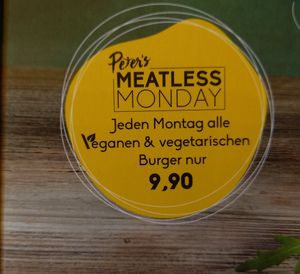 Peter's
MEATLESS
MONDAY
Jeden Montag alle
veganen & vegetarischen
Burger nur
9,90